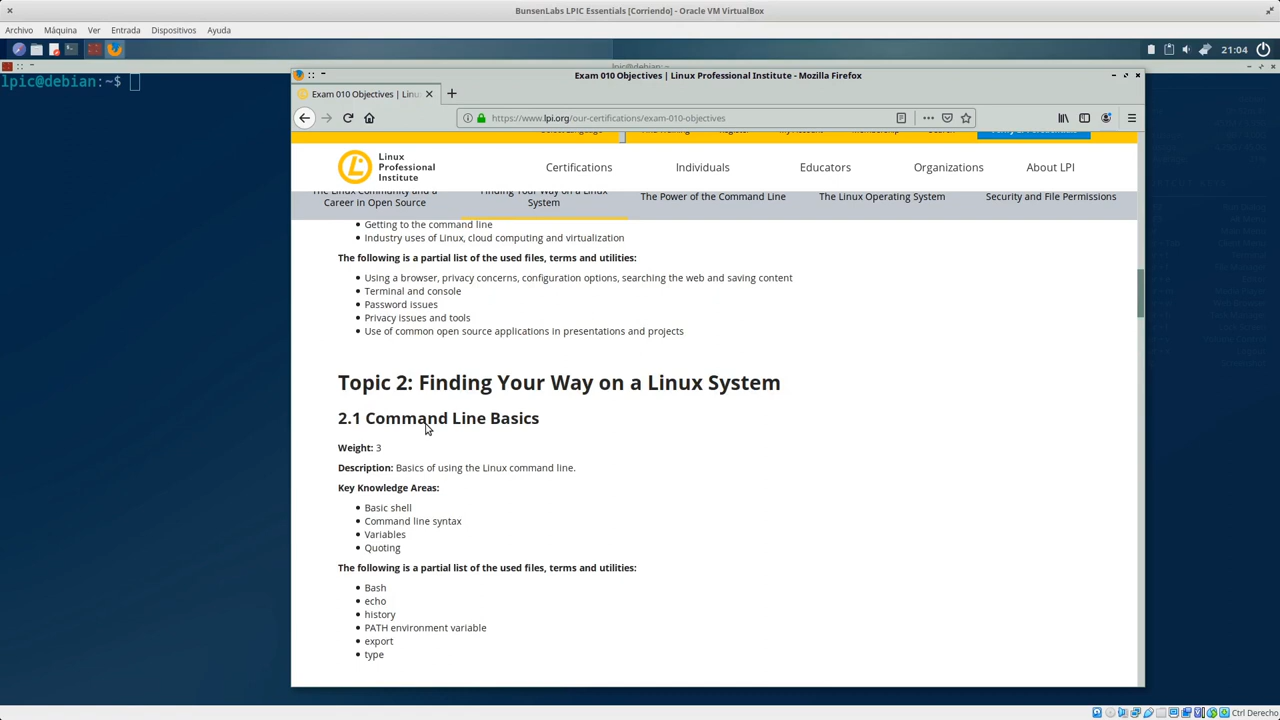 BunsenLabs LPIC Essentials [Corriendo] - Oracle VM VirtualBox
Archivo Máquina Ver Entrada Dispositivos Ayuda
21:04
lpic@debian:~$
Exam 010 Objectives | Linux Professional Institute - Mozilla Firefox
Exam 010 Objectives | Linu
https://www.lpi.org/our-certifications/exam-010-objectives
Linux
Professional
Institute
Certifications Individuals Educators Organizations About LPI
The Linux Community and a
Career in Open Source
Finding Your Way on a Linux
System
The Power of the Command Line
The Linux Operating System
Security and File Permissions
Getting to the command line
Industry uses of Linux, cloud computing and virtualization
The following is a partial list of the used files, terms and utilities:
Using a browser, privacy concerns, configuration options, searching the web and saving content
Terminal and console
Password issues
Privacy issues and tools
Use of common open source applications in presentations and projects
Topic 2: Finding Your Way on a Linux System
2.1 Command Line Basics
Weight: 3
Description: Basics of using the Linux command line.
Key Knowledge Areas:
Basic shell
Command line syntax
Variables
Quoting
The following is a partial list of the used files, terms and utilities:
Bash
echo
history
PATH environment variable
export
type
Ctrl Derecho